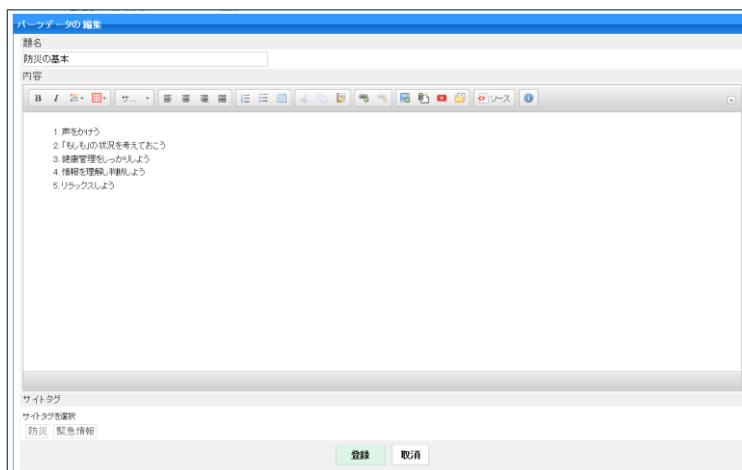 パーツデータの編集
題名
防災の基本
内容
B I サ... ソース
1. 声をかけう
2. 「もしも」の状況を考えておこう
3. 健康管理をしっかりしよう
4. 情報を理解し判断しよう
5. リラックスしよう
サイトタグ
サイトタグを選択
防災 緊急情報
登録 取消